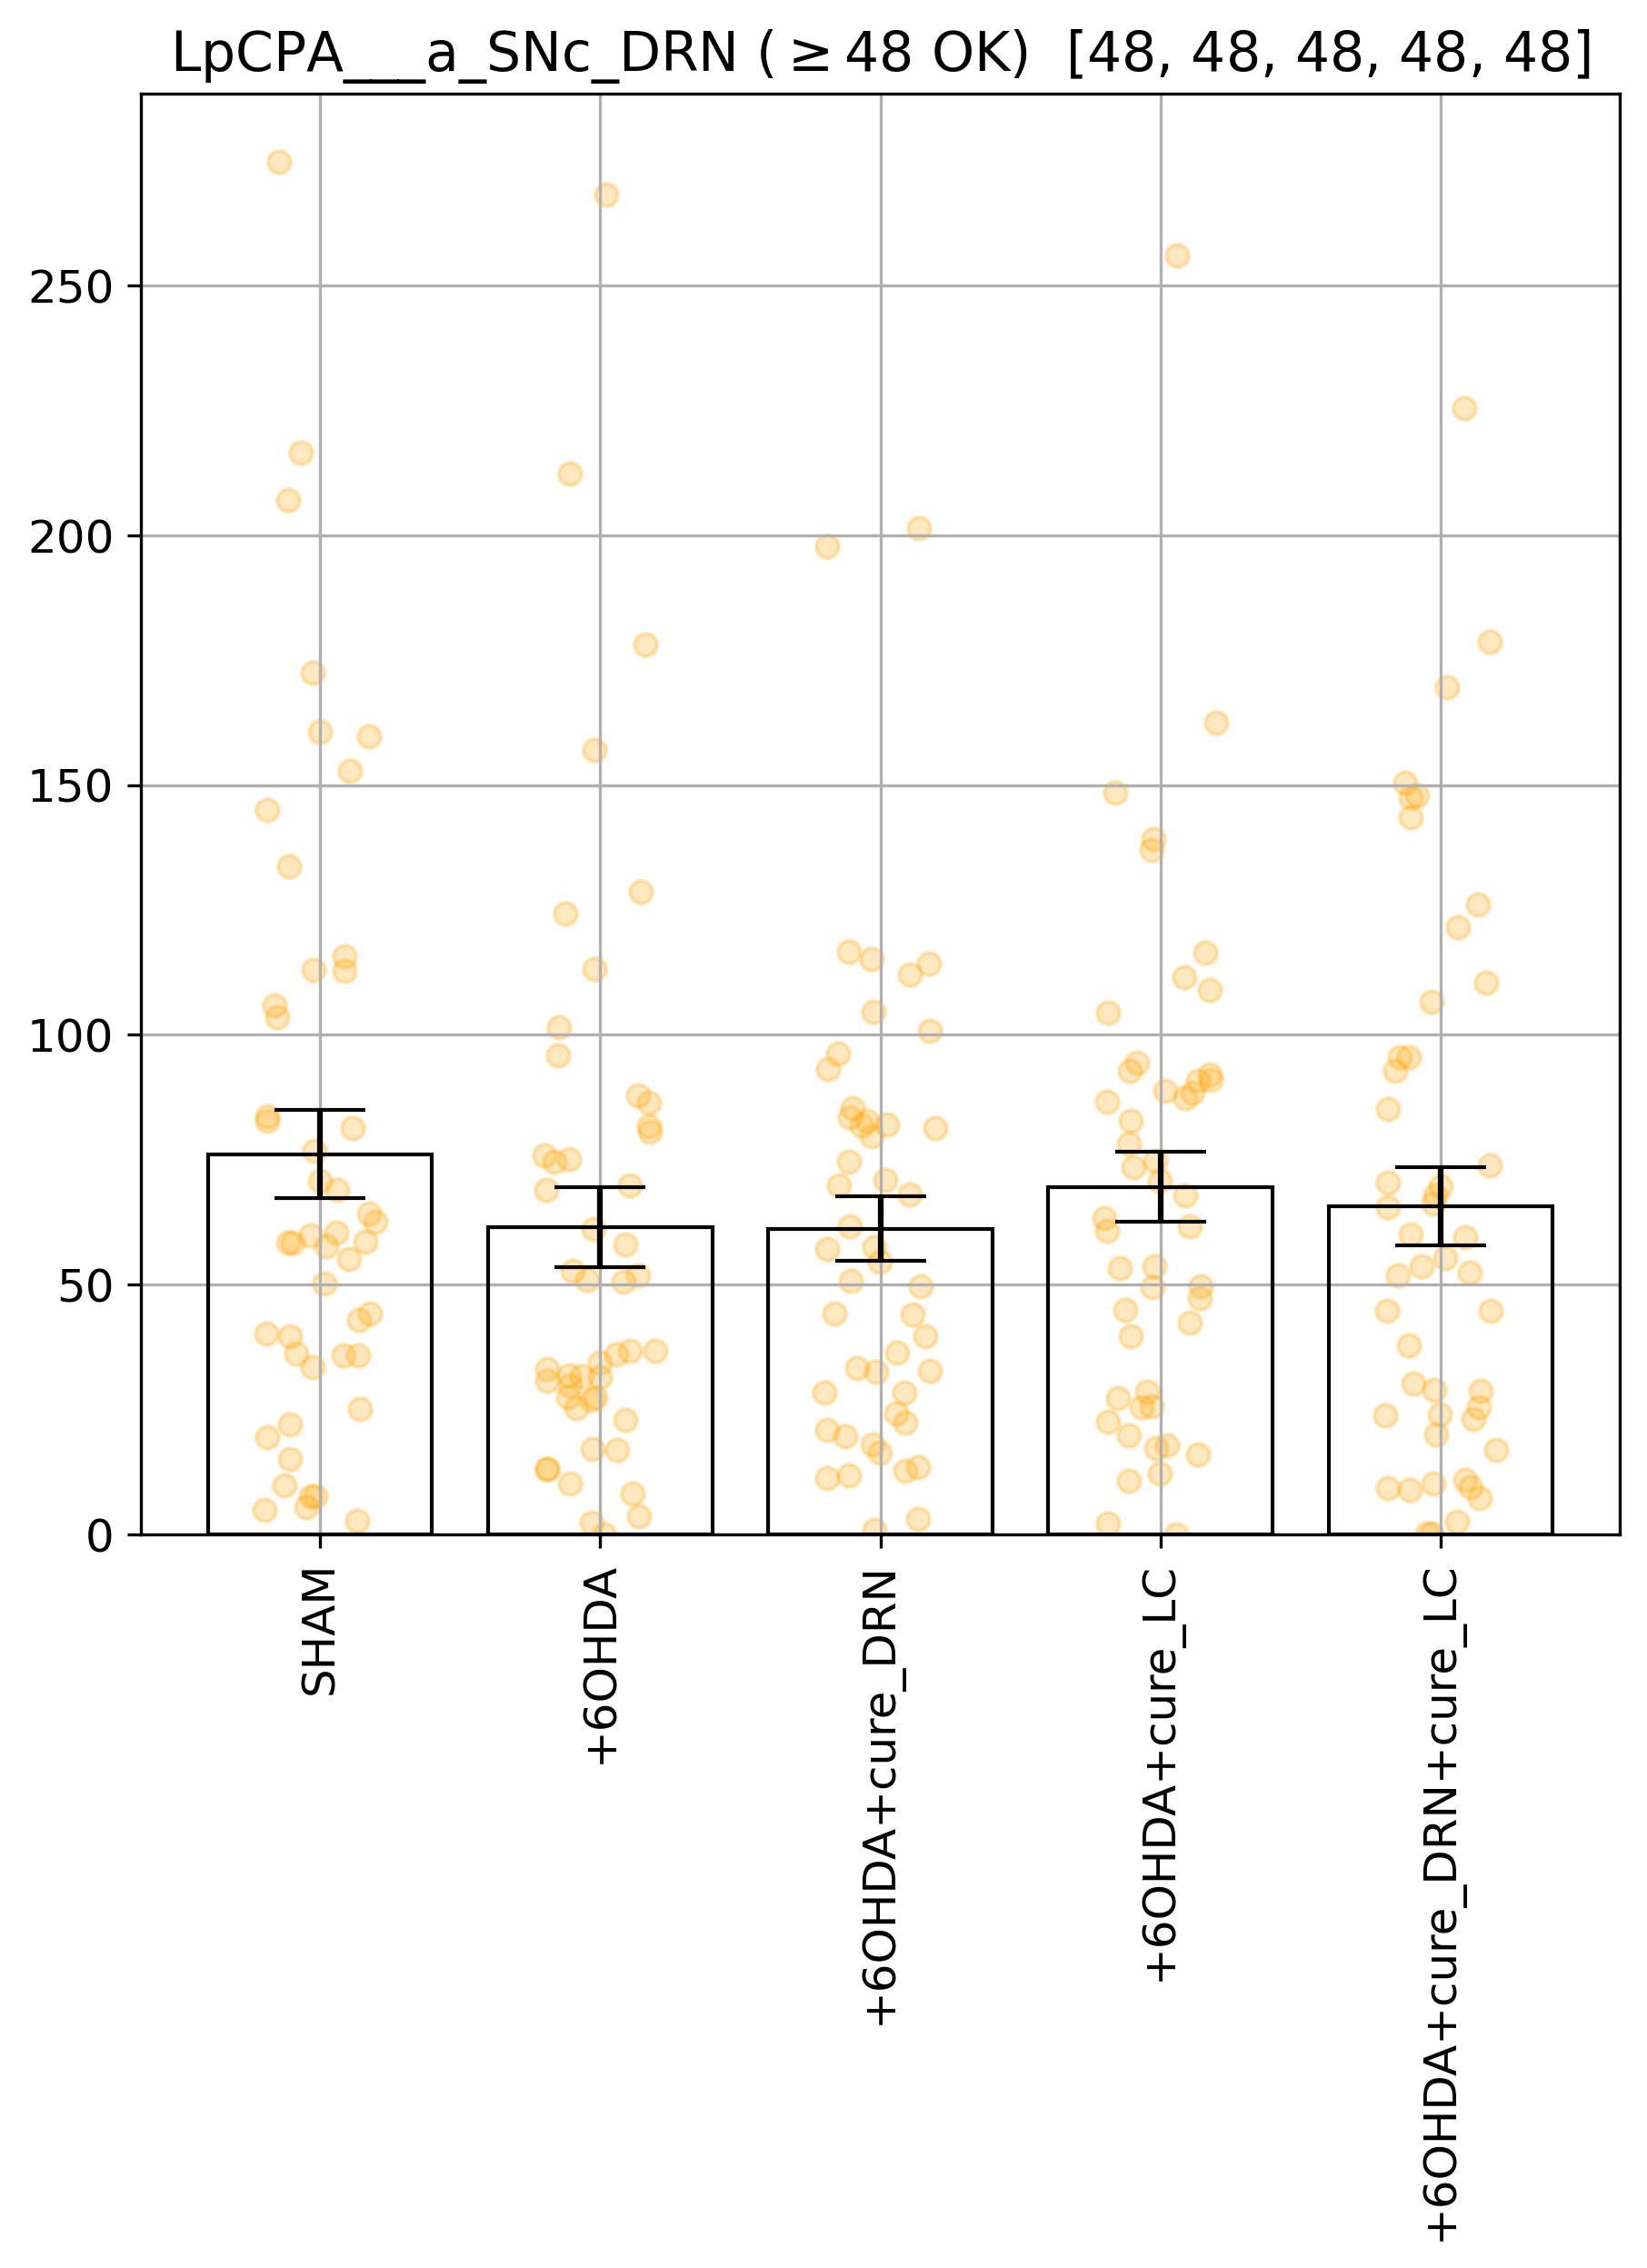 LpCPA___a_SNc_DRN (≥48 OK)  [48, 48, 48, 48, 48]
250
200
150
100
50
0
SHAM
+6OHDA
+6OHDA+cure_DRN
+6OHDA+cure_LC
+6OHDA+cure_DRN+cure_LC